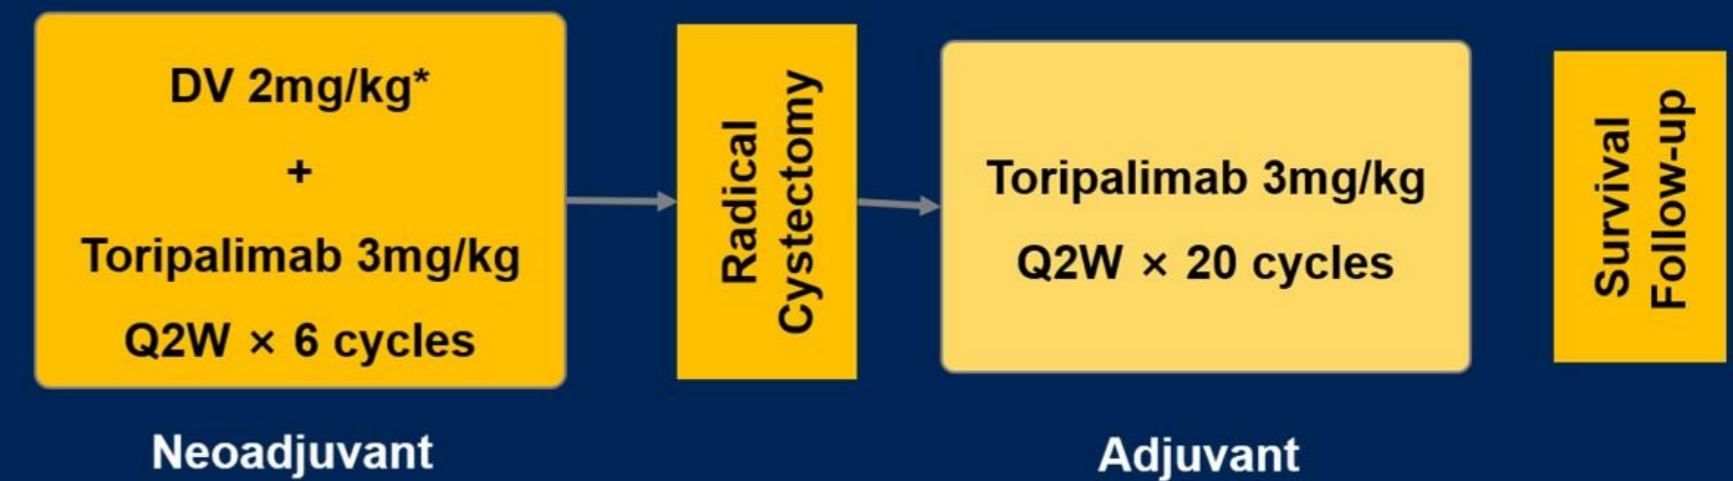 DV 2mg/kg*
+
Toripalimab 3mg/kg
Q2W × 6 cycles
Neoadjuvant
Radical
Cystectomy
Toripalimab 3mg/kg
Q2W × 20 cycles
Adjuvant
Survival
Follow-up